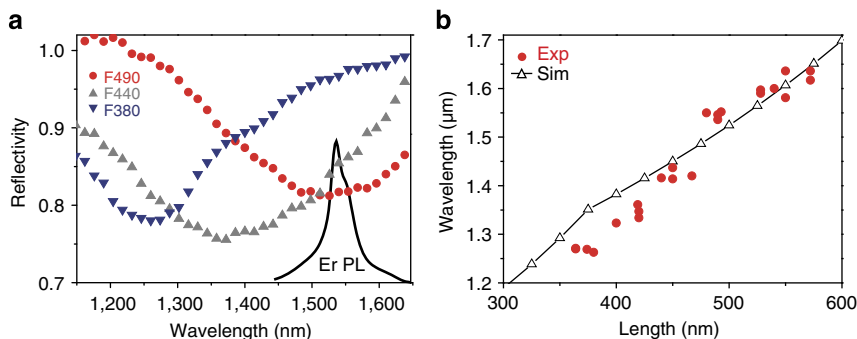 a
1.0
0.9
0.8
0.7
Reflectivity
F490
F440
F380
Er PL
1,200 1,300 1,400 1,500 1,600
Wavelength (nm)
b
1.7
1.6
1.5
1.4
1.3
1.2
Wavelength (μm)
Exp
Sim
300 400 500 600
Length (nm)